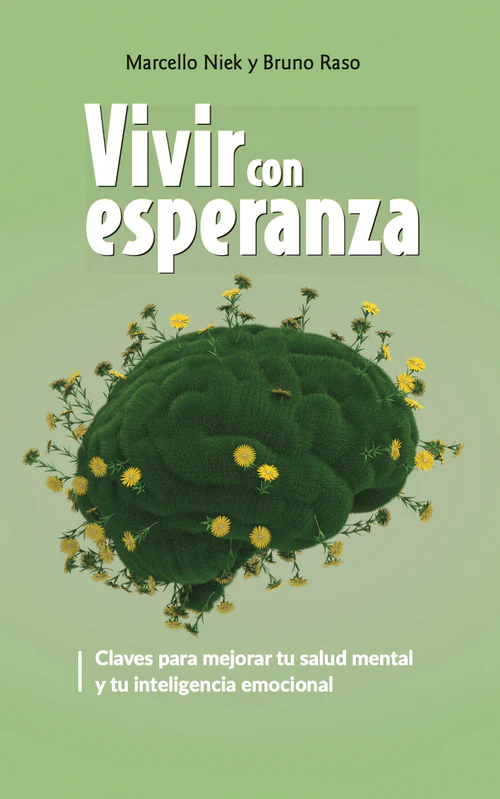 Marcello Niek y Bruno Raso
Vivir con
esperanza
Claves para mejorar tu salud mental
y tu inteligencia emocional